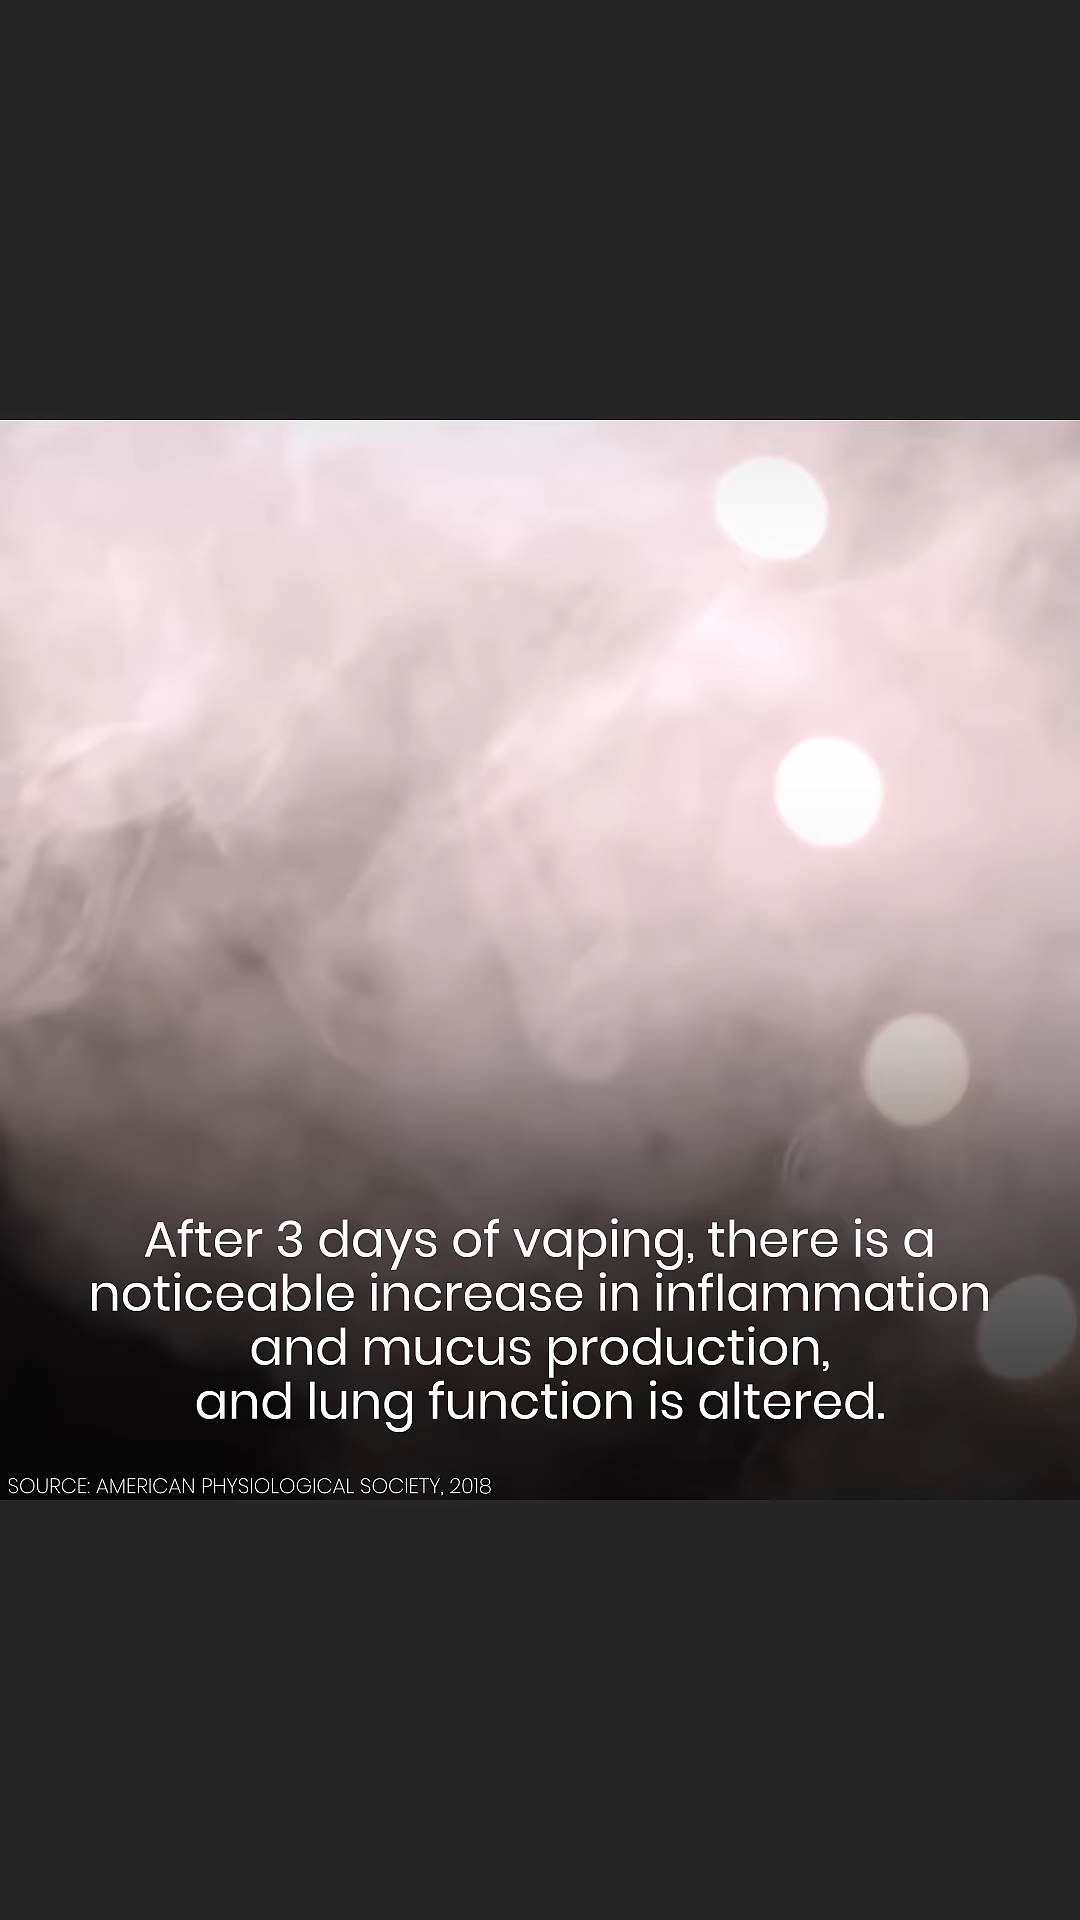 After 3 days of vaping, there is a
noticeable increase in inflammation
and mucus production,
and lung function is altered.
SOURCE: AMERICAN PHYSIOLOGICAL SOCIETY, 2018